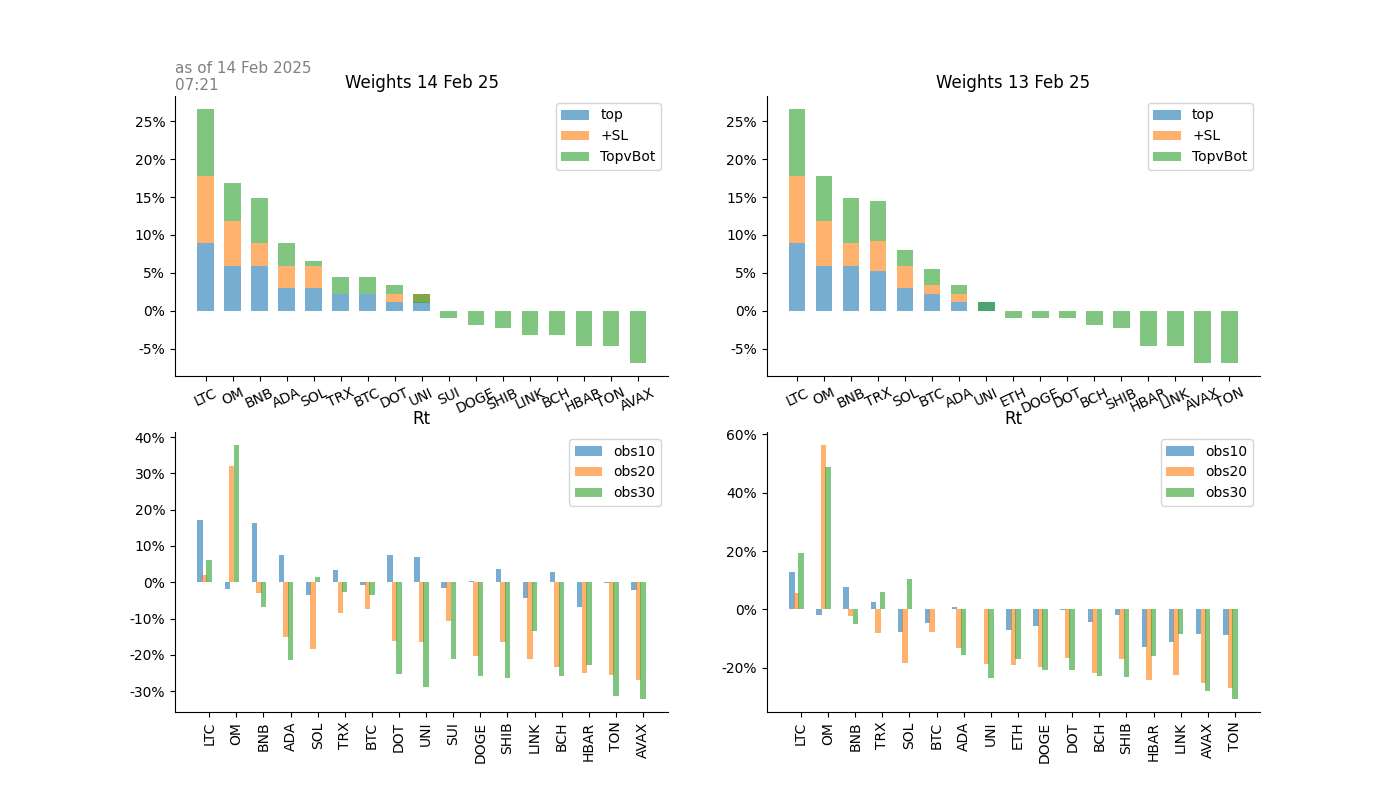 as of 14 Feb 2025
07:21
Weights 14 Feb 25
top
+SL
TopvBot
25%
20%
15%
10%
5%
0%
-5%
LTC OM BNB ADA SOL TRX BTC DOT UNI SUI DOGE SHIB LINK BCH HBAR TON AVAX
Weights 13 Feb 25
top
+SL
TopvBot
25%
20%
15%
10%
5%
0%
-5%
LTC OM BNB TRX SOL BTC ADA UNI ETH DOGE DOT BCH SHIB HBAR LINK AVAX TON
Rt
obs10
obs20
obs30
40%
30%
20%
10%
0%
-10%
-20%
-30%
LTC OM BNB ADA SOL TRX BTC DOT UNI SUI DOGE SHIB LINK BCH HBAR TON AVAX
Rt
obs10
obs20
obs30
60%
40%
20%
0%
-20%
LTC OM BNB TRX SOL BTC ADA UNI ETH DOGE DOT BCH SHIB HBAR LINK AVAX TON